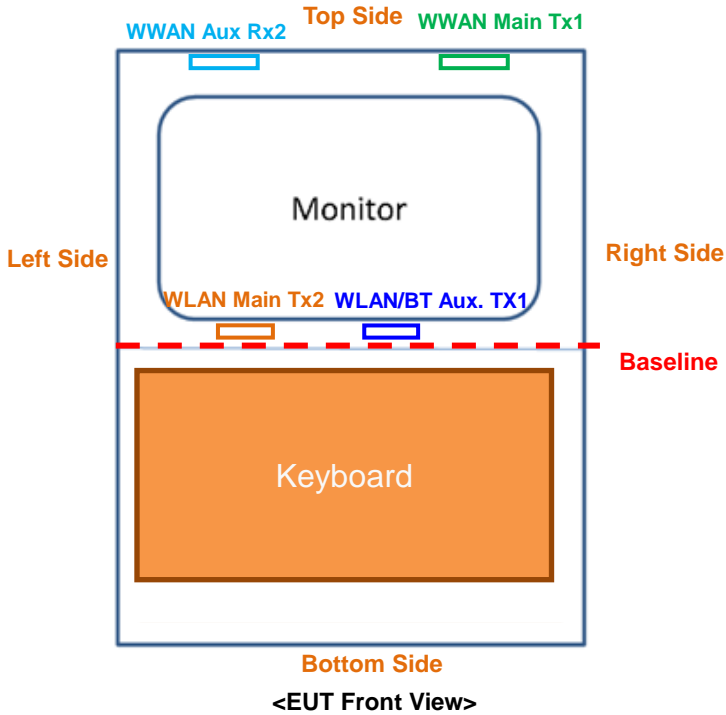 Top Side
WWAN Aux Rx2
WWAN Main Tx1
Monitor
Left Side
Right Side
WLAN Main Tx2
WLAN/BT Aux. TX1
Baseline
Keyboard
Bottom Side
<EUT Front View>